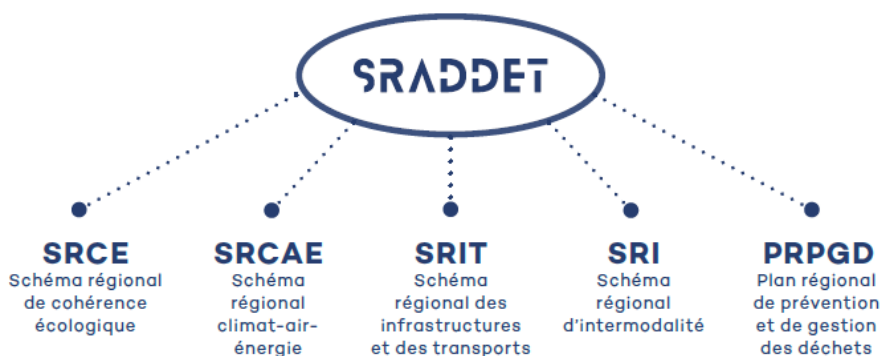 SRADDET
SRCE
Schéma régional
de cohérence
écologique
SRCAE
Schéma
régional
climat-air-
énergie
SRIT
Schéma
régional des
infrastructures
et des transports
SRI
Schéma
régional
d'intermodalité
PRPGD
Plan régional
de prévention
et de gestion
des déchets